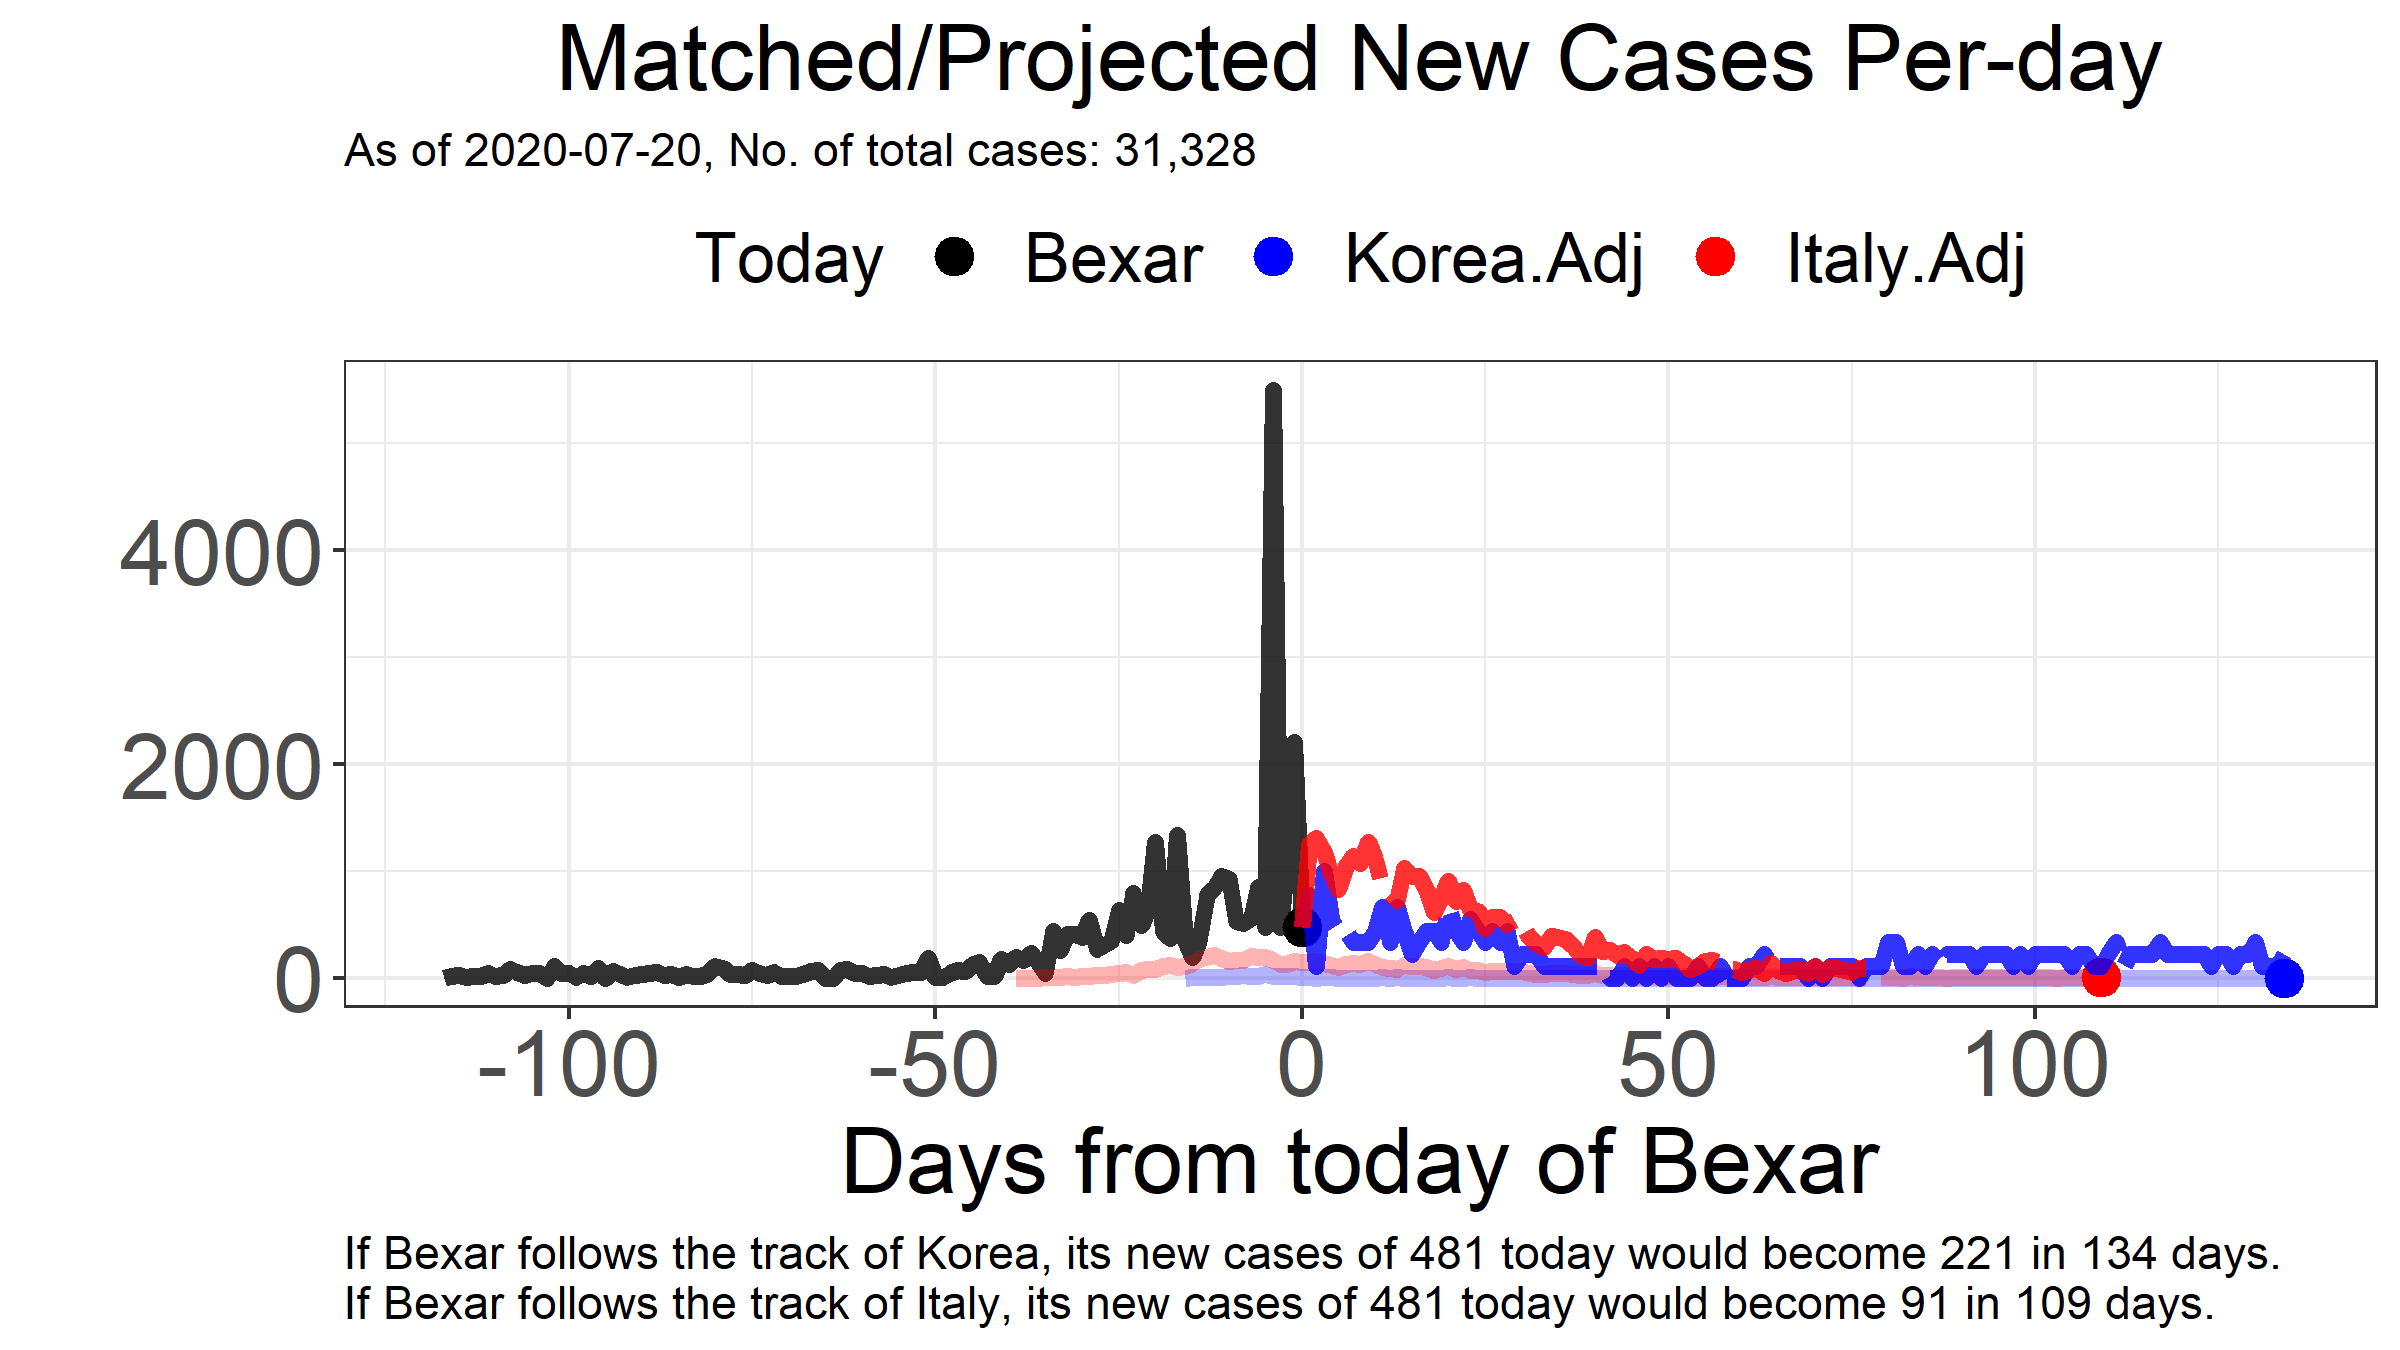 Matched/Projected New Cases Per-day
As of 2020-07-20, No. of total cases: 31,328
Today Bexar Korea.Adj Italy.Adj
4000
2000
0
-100 -50 0 50 100
Days from today of Bexar
If Bexar follows the track of Korea, its new cases of 481 today would become 221 in 134 days.
If Bexar follows the track of Italy, its new cases of 481 today would become 91 in 109 days.